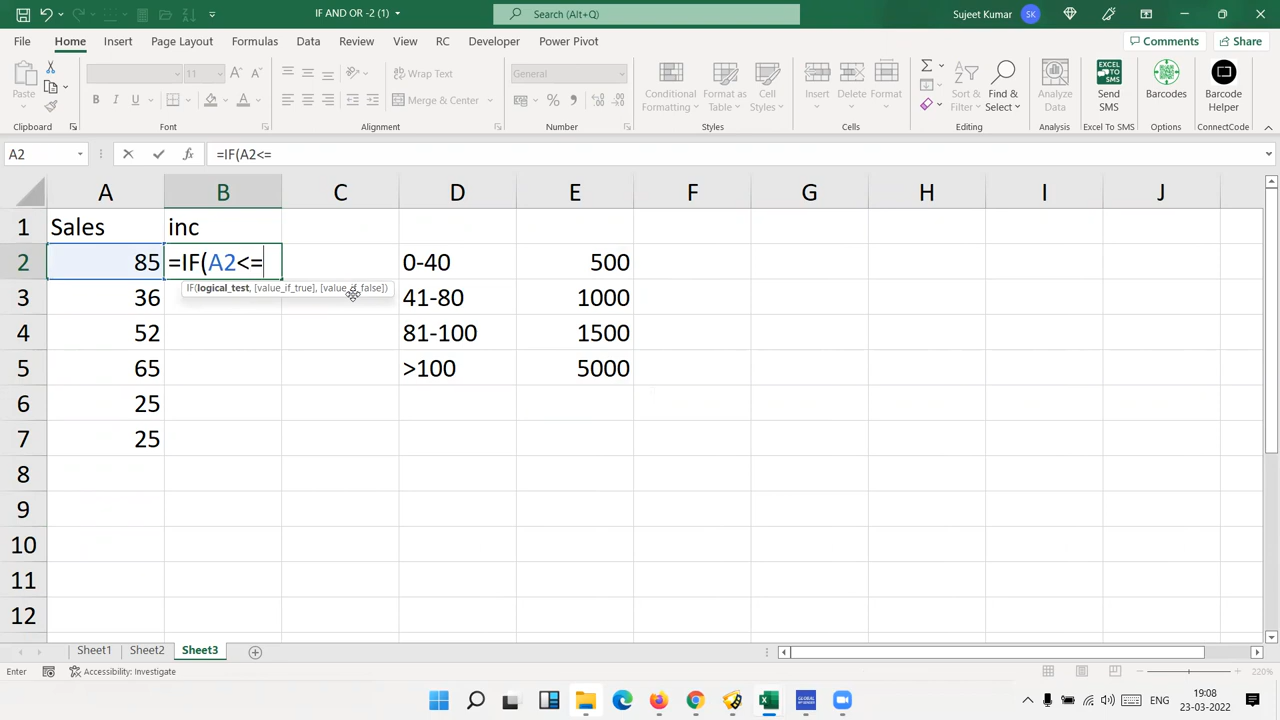 IF AND OR -2 (1)
Search (Alt+Q)
Sujeet Kumar
SK
File
Home
Insert
Page Layout
Formulas
Data
Review
View
RC
Developer
Power Pivot
Comments
Share
Paste
11
Wrap Text
Merge & Center
General
Conditional Formatting
Format as Table
Cell Styles
Insert
Delete
Format
Sort & Filter
Find & Select
Analyze Data
Send SMS
Barcodes
Barcode Helper
Clipboard
Font
Alignment
Number
Styles
Cells
Editing
Analysis
Excel To SMS
Options
ConnectCode
A2
=IF(A2<=
A B C D E F G H I J
1 Sales inc
2 85 =IF(A2<= 0-40 500
IF(logical_test, [value_if_true], [value_if_false])
3 36 41-80 1000
4 52 81-100 1500
5 65 >100 5000
6 25
7 25
8
9
10
11
12
Sheet1
Sheet2
Sheet3
Enter
Accessibility: Investigate
220%
ENG
19:08
23-03-2022